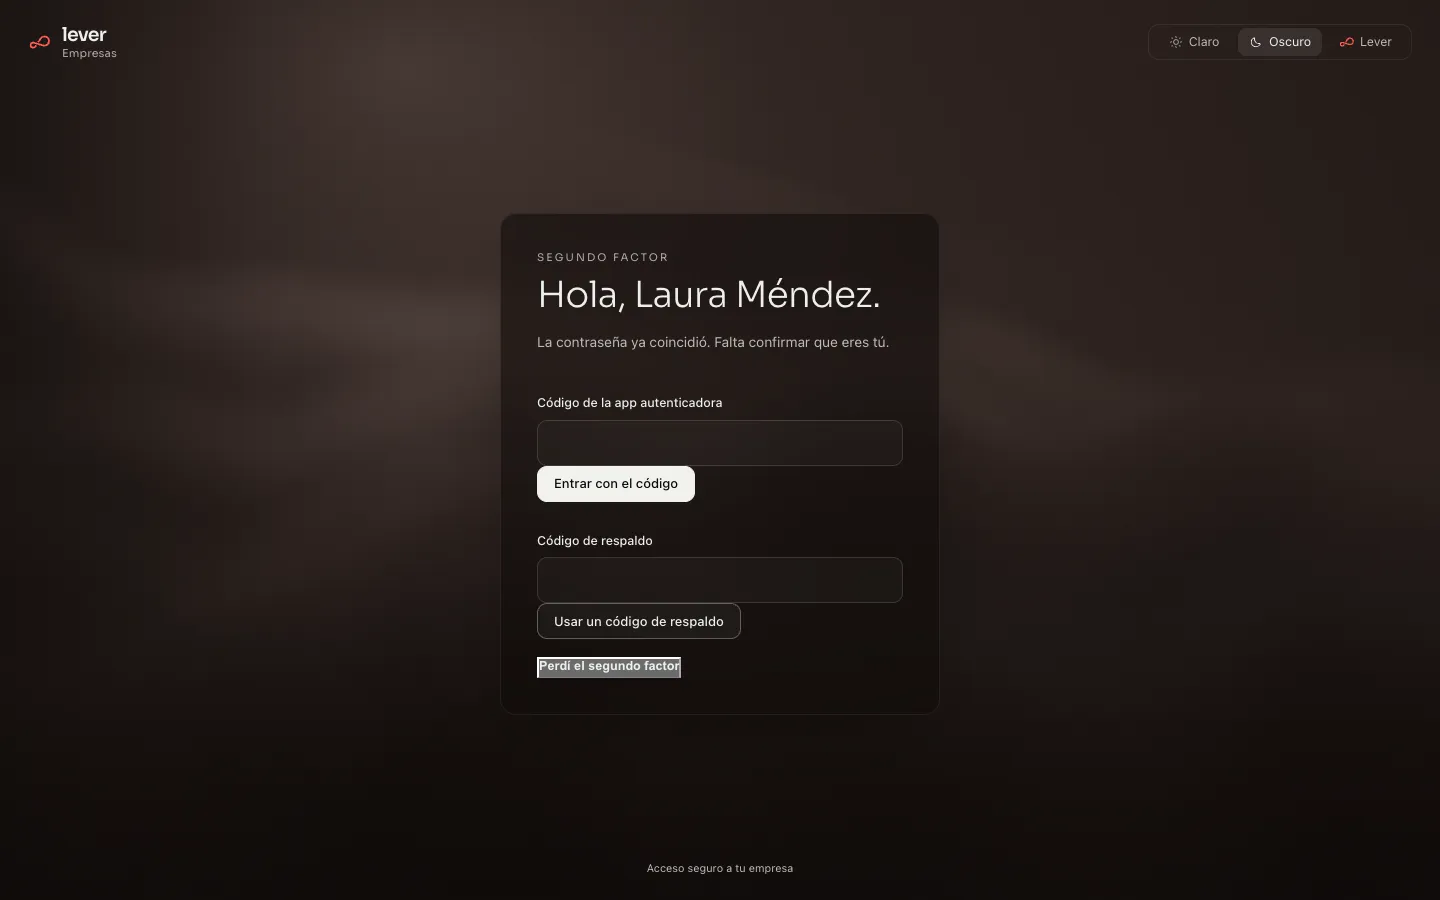 lever
Empresas
Claro
Oscuro
Lever
SEGUNDO FACTOR
Hola, Laura Méndez.
La contraseña ya coincidió. Falta confirmar que eres tú.
Código de la app autenticadora
Entrar con el código
Código de respaldo
Usar un código de respaldo
Perdí el segundo factor
Acceso seguro a tu empresa